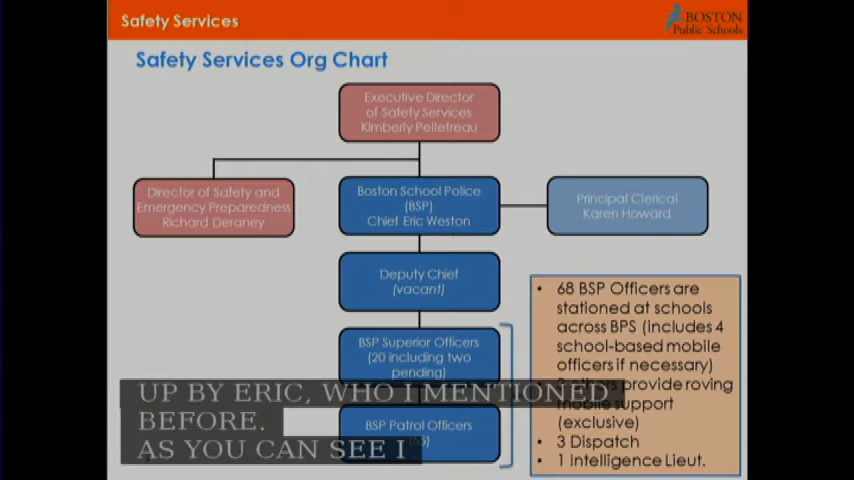 Safety Services
BOSTON
Public Schools
Safety Services Org Chart
Executive Director
of Safety Services
Kimberly Pelletreau
Director of Safety and
Emergency Preparedness
Richard Deraney
Boston School Police
(BSP)
Chief Eric Weston
Principal Clerical
Karen Howard
Deputy Chief
(vacant)
BSP Superior Officers
(20 including two
pending)
BSP Patrol Officers
• 68 BSP Officers are
stationed at schools
across BPS (includes 4
school-based mobile
officers if necessary)
provide roving
mobile support
(exclusive)
• 3 Dispatch
• 1 Intelligence Lieut.
UP BY ERIC, WHO I MENTIONED
BEFORE.
AS YOU CAN SEE I